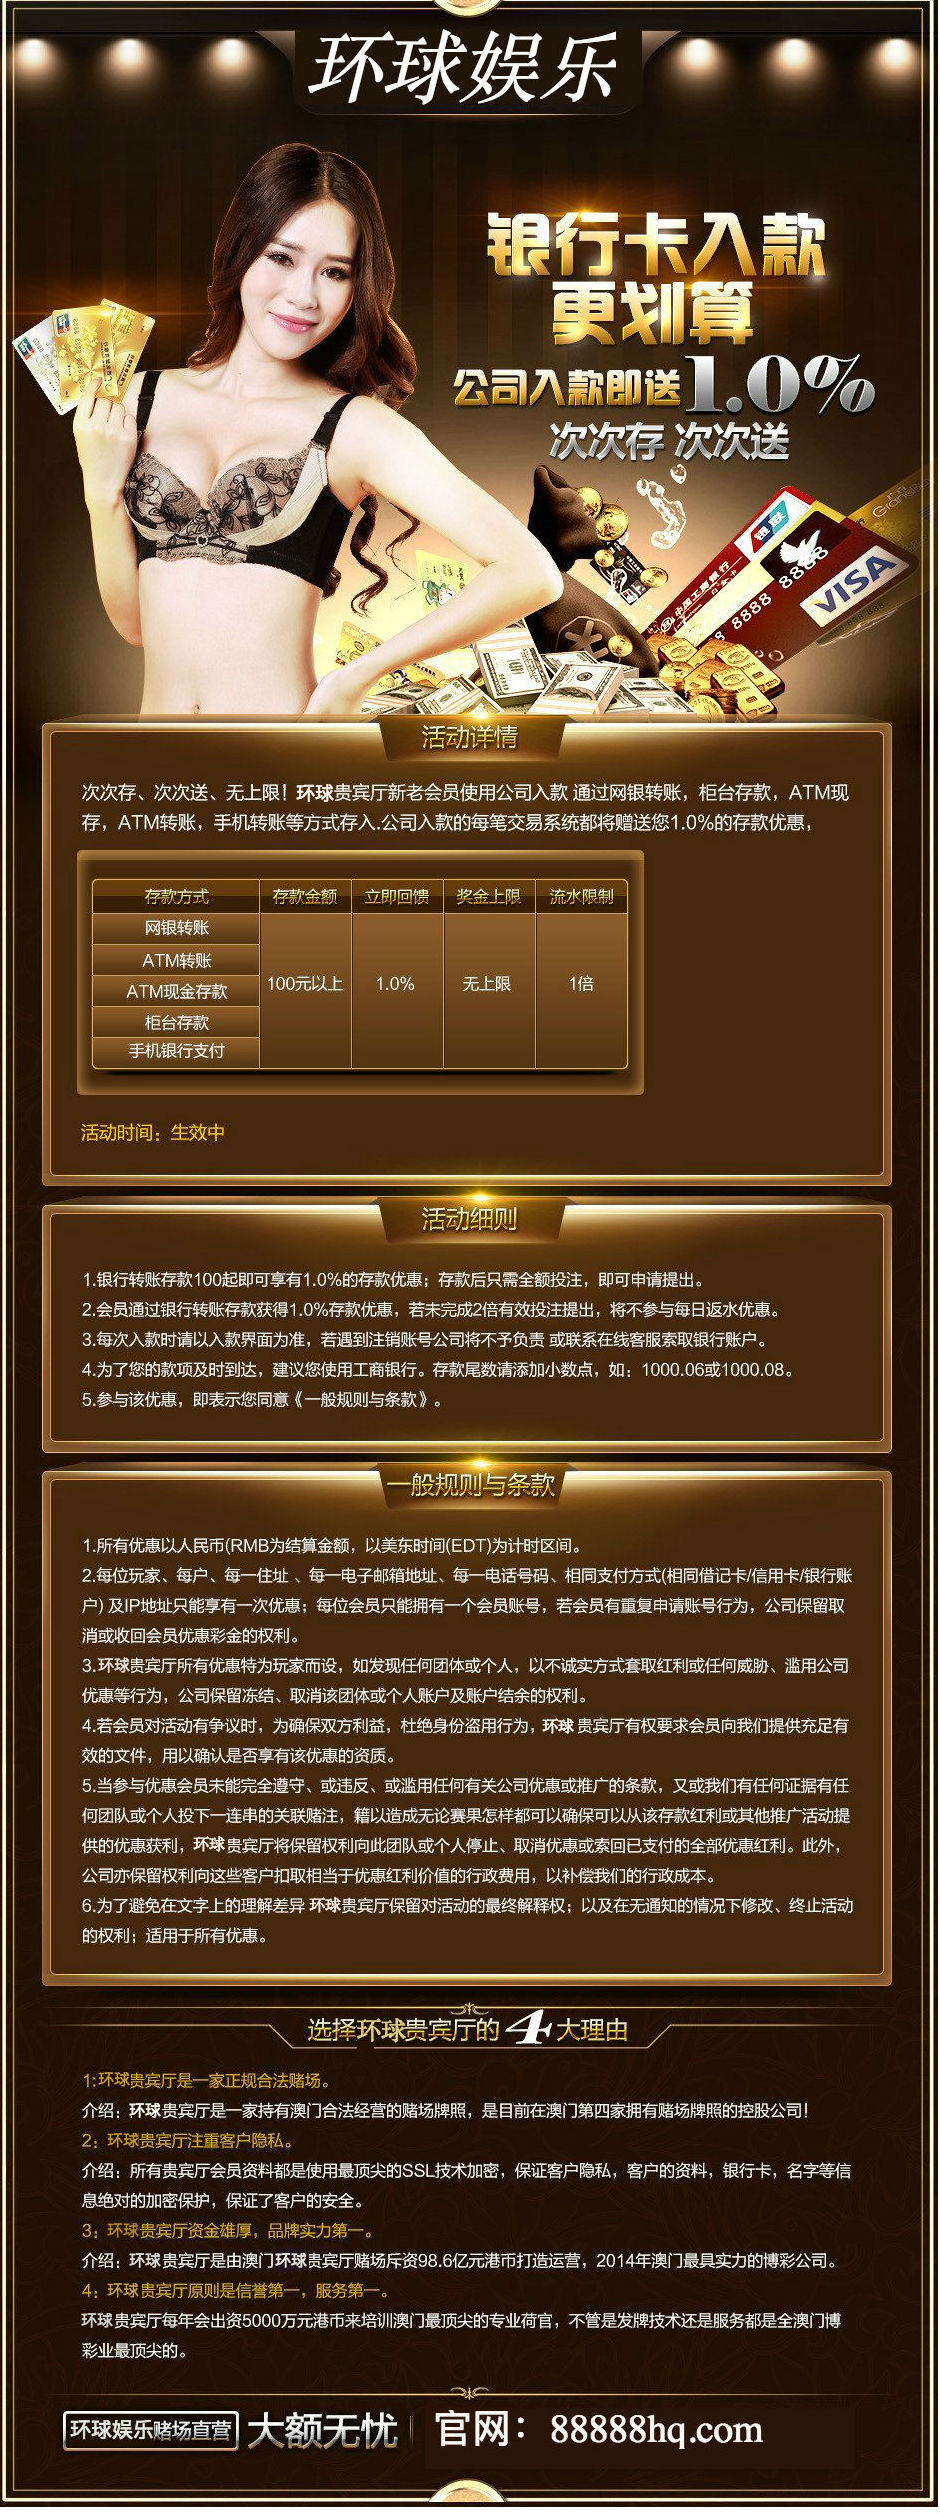 环球娱乐
银行卡入款
更划算
公司入款即送1.0%
次次存 次次送
银联
VISA
中国工商银行
8888 8888
活动详情
次次存、次次送、无上限！环球贵宾厅新老会员使用公司入款 通过网银转账，柜台存款，ATM现
存，ATM转账，手机转账等方式存入.公司入款的每笔交易系统都将赠送您1.0%的存款优惠，
存款方式 存款金额 立即回馈 奖金上限 流水限制
网银转账
ATM转账
100元以上 1.0% 无上限 1倍
ATM现金存款
柜台存款
手机银行支付
活动时间：生效中
活动细则
1.银行转账存款100起即可享有1.0%的存款优惠；存款后只需全额投注，即可申请提出。
2.会员通过银行转账存款获得1.0%存款优惠，若未完成2倍有效投注提出，将不参与每日返水优惠。
3.每次入款时请以入款界面为准，若遇到注销账号公司将不予负责 或联系在线客服索取银行账户。
4.为了您的款项及时到达，建议您使用工商银行。存款尾数请添加小数点，如：1000.06或1000.08。
5.参与该优惠，即表示您同意《一般规则与条款》。
一般规则与条款
1.所有优惠以人民币(RMB为结算金额，以美东时间(EDT)为计时区间。
2.每位玩家、每户、每一住址 、每一电子邮箱地址、每一电话号码、相同支付方式(相同借记卡/信用卡/银行账
户) 及IP地址只能享有一次优惠；每位会员只能拥有一个会员账号，若会员有重复申请账号行为，公司保留取
消或收回会员优惠彩金的权利。
3.环球贵宾厅所有优惠特为玩家而设，如发现任何团体或个人，以不诚实方式套取红利或任何威胁、滥用公司
优惠等行为，公司保留冻结、取消该团体或个人账户及账户结余的权利。
4.若会员对活动有争议时，为确保双方利益，杜绝身份盗用行为，环球 贵宾厅有权要求会员向我们提供充足有
效的文件，用以确认是否享有该优惠的资质。
5.当参与优惠会员未能完全遵守、或违反、或滥用任何有关公司优惠或推广的条款，又或我们有任何证据有任
何团队或个人投下一连串的关联赌注，籍以造成无论赛果怎样都可以确保可以从该存款红利或其他推广活动提
供的优惠获利，环球 贵宾厅将保留权利向此团队或个人停止、取消优惠或索回已支付的全部优惠红利。此外，
公司亦保留权利向这些客户扣取相当于优惠红利价值的行政费用，以补偿我们的行政成本。
6.为了避免在文字上的理解差异 环球贵宾厅保留对活动的最终解释权；以及在无通知的情况下修改、终止活动
的权利；适用于所有优惠。
选择环球贵宾厅的4大理由
1:环球贵宾厅是一家正规合法赌场。
介绍：环球贵宾厅是一家持有澳门合法经营的赌场牌照，是目前在澳门第四家拥有赌场牌照的控股公司！
2：环球贵宾厅注重客户隐私。
介绍：所有贵宾厅会员资料都是使用最顶尖的SSL技术加密，保证客户隐私，客户的资料，银行卡，名字等信
息绝对的加密保护，保证了客户的安全。
3：环球贵宾厅资金雄厚，品牌实力第一。
介绍：环球贵宾厅是由澳门环球贵宾厅赌场斥资98.6亿元港币打造运营，2014年澳门最具实力的博彩公司。
4：环球贵宾厅原则是信誉第一，服务第一。
环球贵宾厅每年会出资5000万元港币来培训澳门最顶尖的专业荷官，不管是发牌技术还是服务都是全澳门博
彩业最顶尖的。
环球娱乐赌场直营 大额无忧 官网：88888hq.com